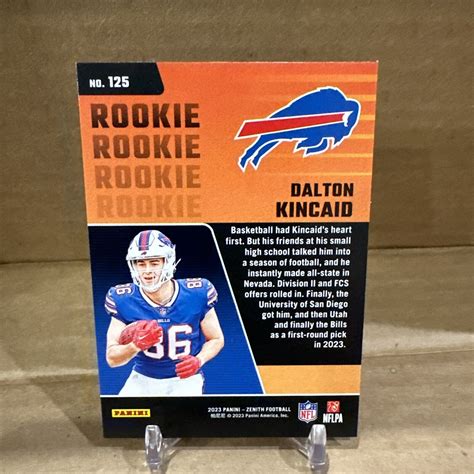 NO. 125
ROOKIE
ROOKIE
ROOKIE
ROOKIE
DALTON
KINCAID
Basketball had Kincaid's heart
first. But his friends at his small
high school talked him into
a season of football, and he
instantly made all-state in
Nevada. Division II and FCS
offers rolled in. Finally, the
University of San Diego
got him, and then Utah
and finally the Bills
as a first-round pick
in 2023.
BILLS
86
86
PANINI
2023 PANINI – ZENITH FOOTBALL
© 2023 Panini America, Inc.
NFL
NFLPA